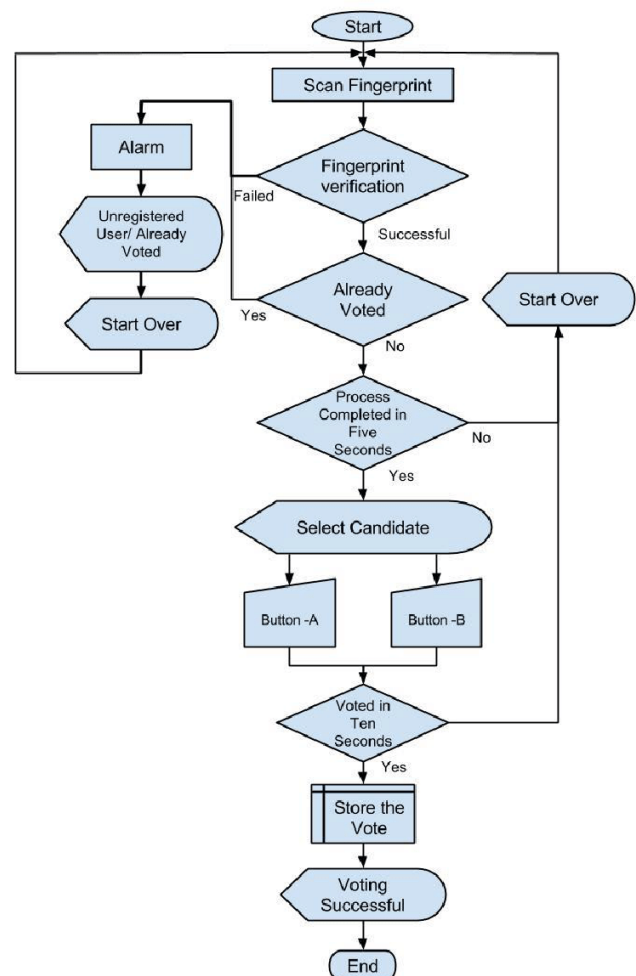 Start
Scan Fingerprint
Fingerprint
verification
Failed
Successful
Alarm
Unregistered
User/ Already
Voted
Start Over
Already
Voted
Yes
No
Start Over
Process
Completed in
Five
Seconds
No
Yes
Select Candidate
Button -A
Button -B
Voted in
Ten
Seconds
Yes
Store the
Vote
Voting
Successful
End